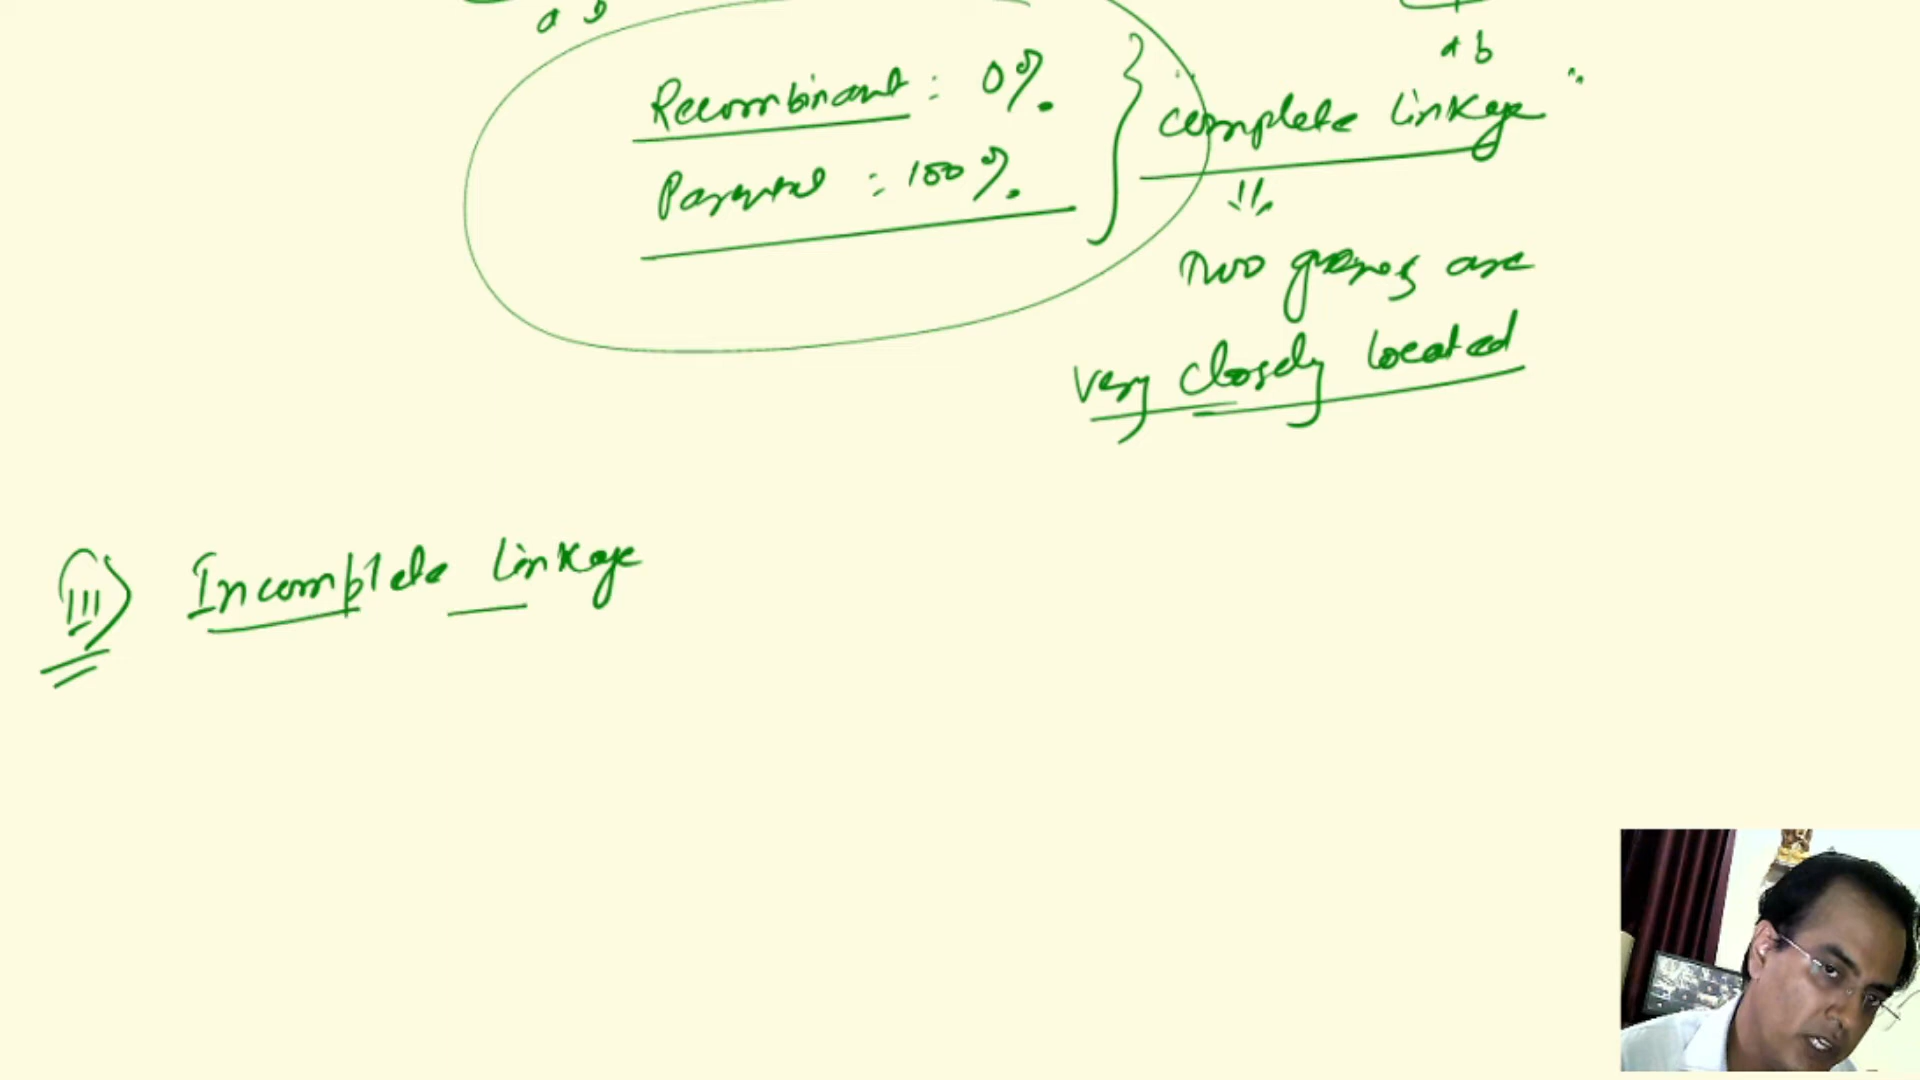 a b
a b
Recombinant : 0%.
Parental : 100%.
"complete linkage"
Two genes are
very closely located
III) Incomplete linkage